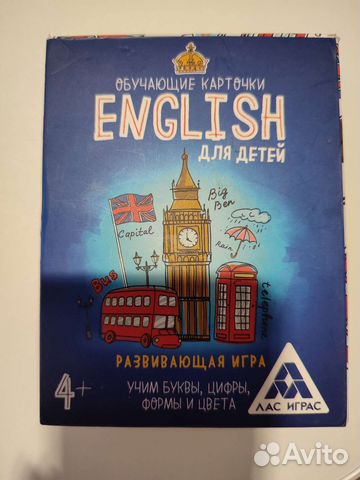 ОБУЧАЮЩИЕ КАРТОЧКИ
ENGLISH
ДЛЯ ДЕТЕЙ
Big
Ben
Capital
Rain
Bus
telephone
РАЗВИВАЮЩАЯ ИГРА
4+
УЧИМ БУКВЫ, ЦИФРЫ,
ФОРМЫ И ЦВЕТА
ЛАС ИГРАС
Avito